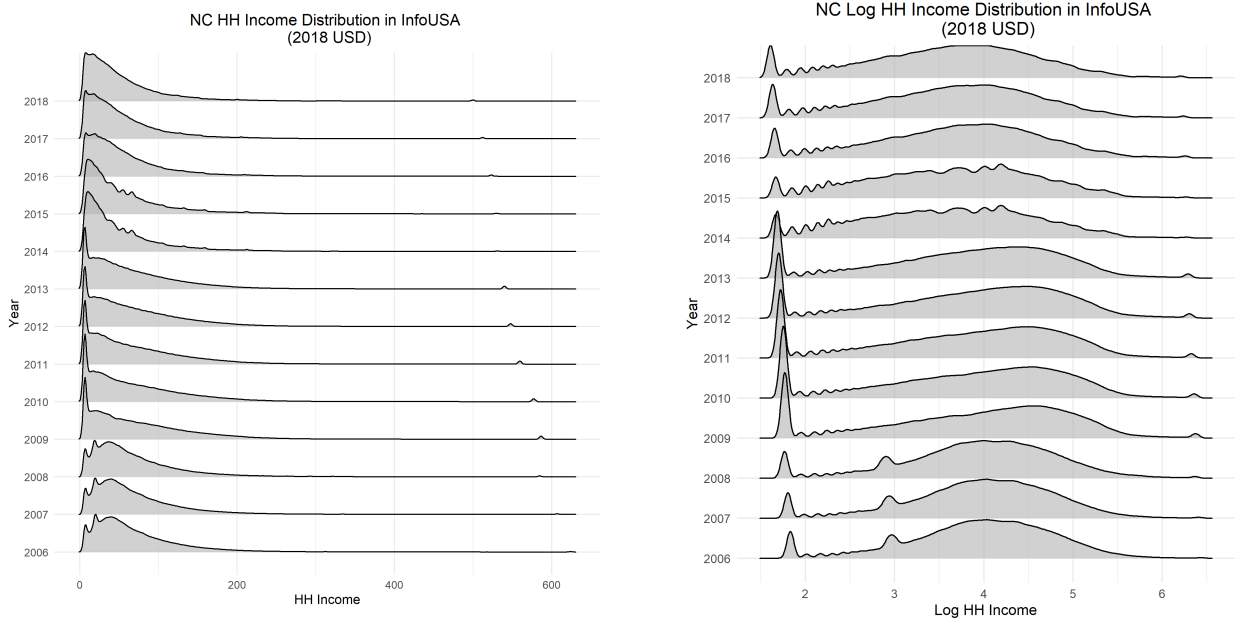 NC HH Income Distribution in InfoUSA
(2018 USD)
Year
2018
2017
2016
2015
2014
2013
2012
2011
2010
2009
2008
2007
2006
0 200 400 600
HH Income
NC Log HH Income Distribution in InfoUSA
(2018 USD)
Year
2018
2017
2016
2015
2014
2013
2012
2011
2010
2009
2008
2007
2006
2 3 4 5 6
Log HH Income